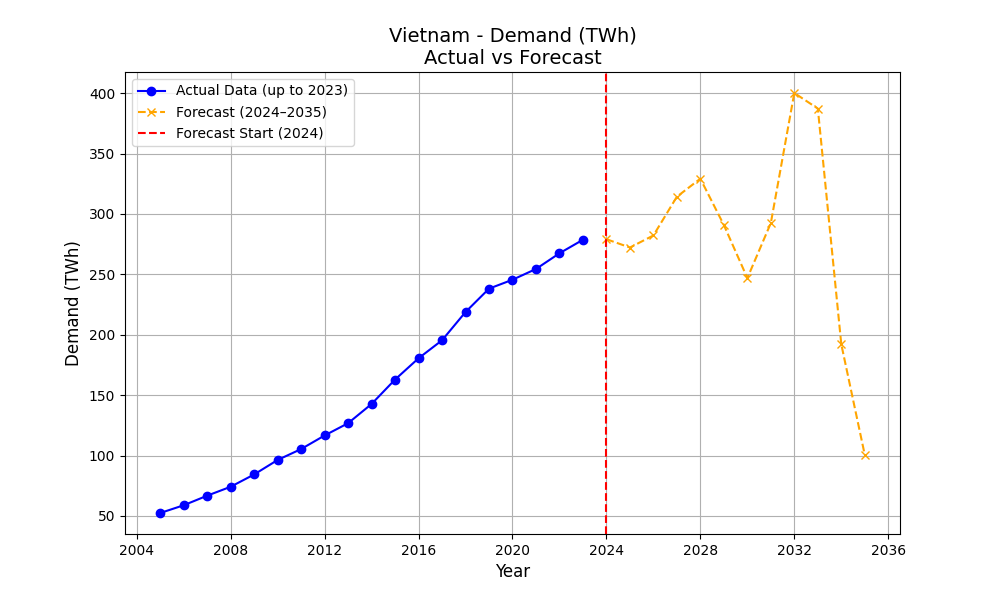 Vietnam - Demand (TWh)
Actual vs Forecast
Actual Data (up to 2023)
Forecast (2024–2035)
Forecast Start (2024)
Demand (TWh)
400
350
300
250
200
150
100
50
2004 2008 2012 2016 2020 2024 2028 2032 2036
Year